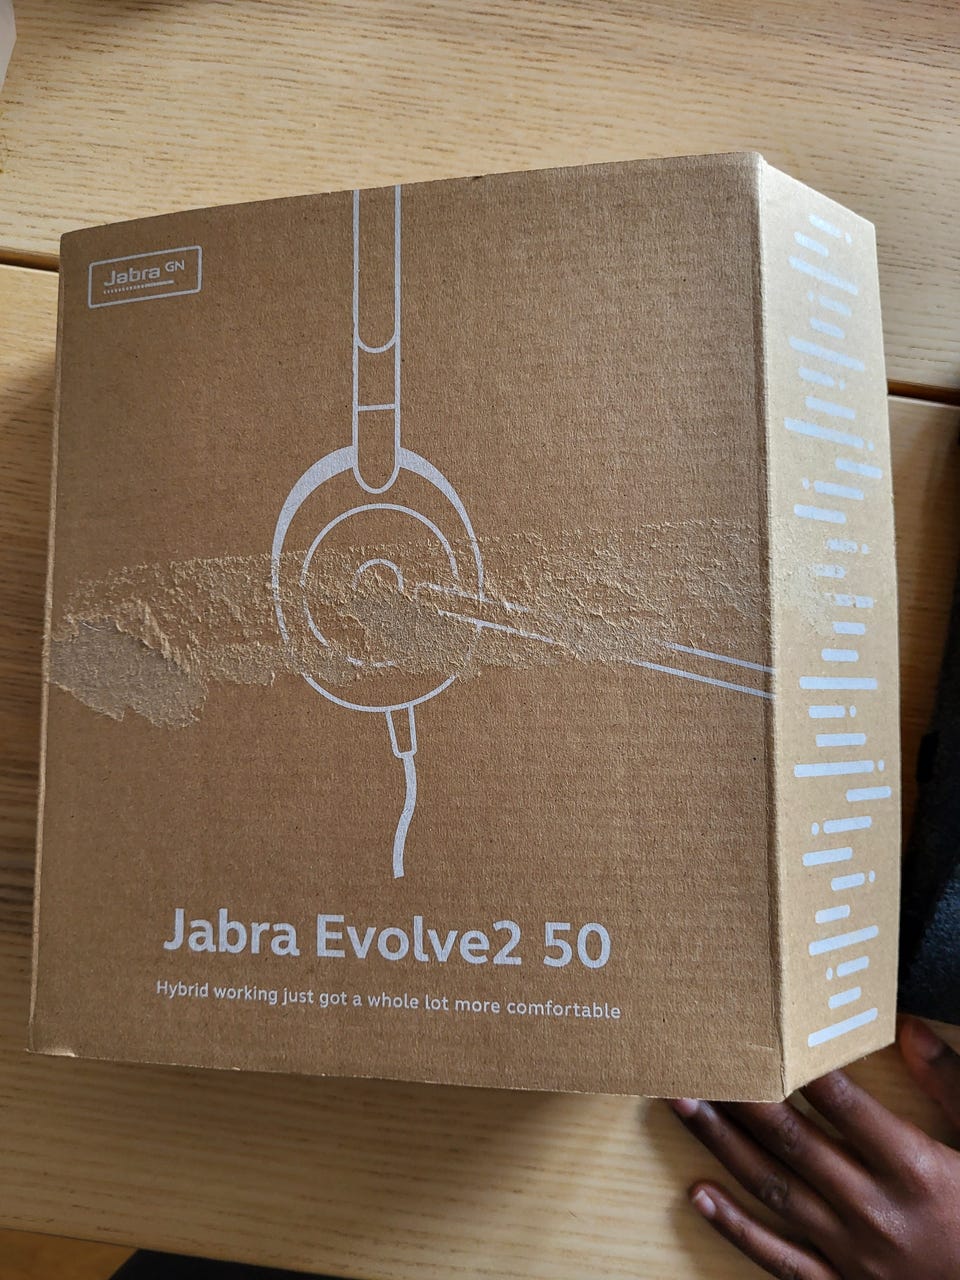 Jabra GN
Jabra Evolve2 50
Hybrid working just got a whole lot more comfortable